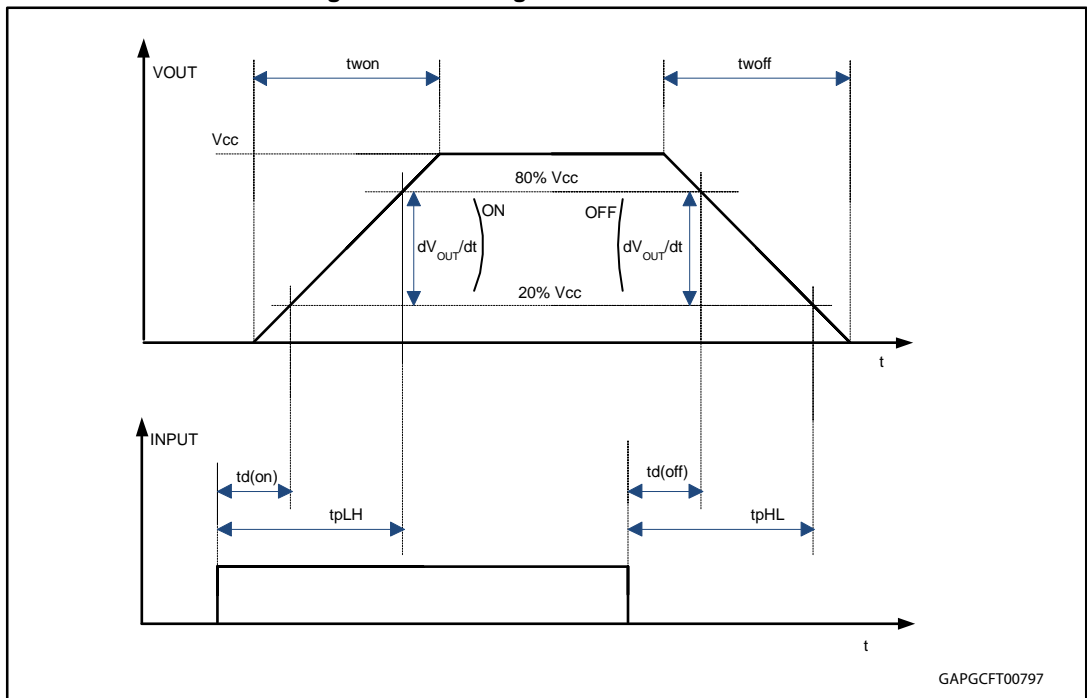 twon
twoff
VOUT
Vcc
80% Vcc
ON
OFF
dVOUT/dt
dVOUT/dt
20% Vcc
t
INPUT
td(on)
td(off)
tpLH
tpHL
t
GAPGCFT00797